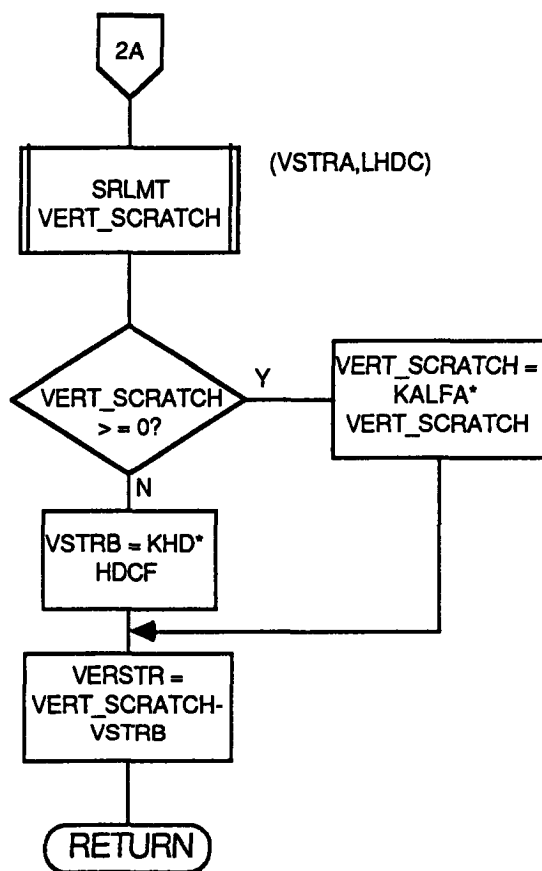 2A
(VSTRA,LHDC)
SRLMT
VERT_SCRATCH
VERT_SCRATCH
> = 0?
Y
VERT_SCRATCH =
KALFA*
VERT_SCRATCH
N
VSTRB = KHD*
HDCF
VERSTR =
VERT_SCRATCH-
VSTRB
RETURN